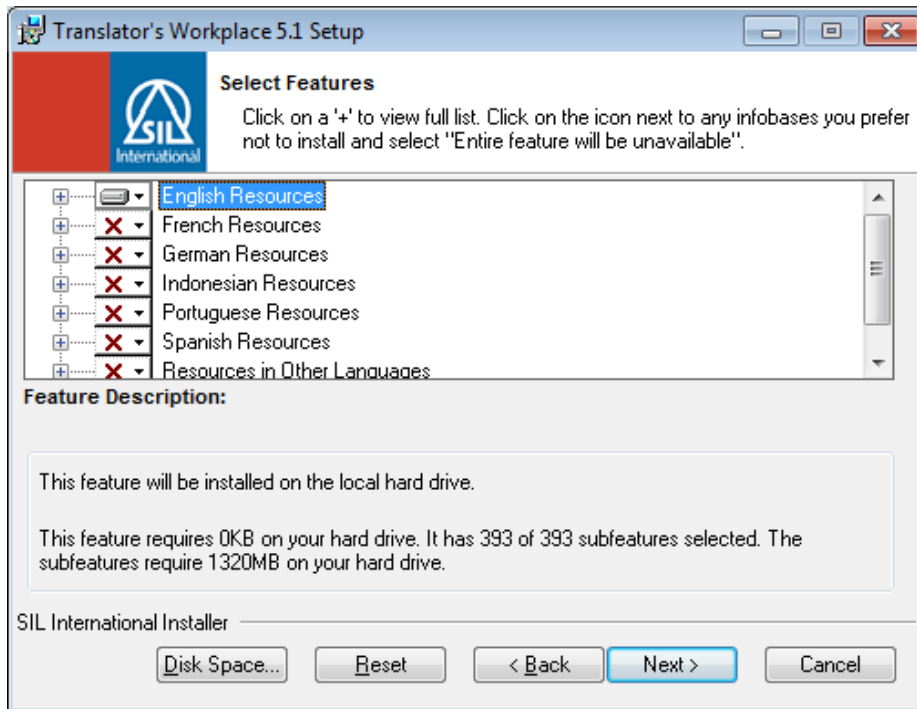 Translator's Workplace 5.1 Setup
SIL
International
Select Features
Click on a '+' to view full list. Click on the icon next to any infobases you prefer
not to install and select "Entire feature will be unavailable".
English Resources
French Resources
German Resources
Indonesian Resources
Portuguese Resources
Spanish Resources
Resources in Other Languages
Feature Description:
This feature will be installed on the local hard drive.
This feature requires 0KB on your hard drive. It has 393 of 393 subfeatures selected. The
subfeatures require 1320MB on your hard drive.
SIL International Installer
Disk Space... Reset < Back Next > Cancel